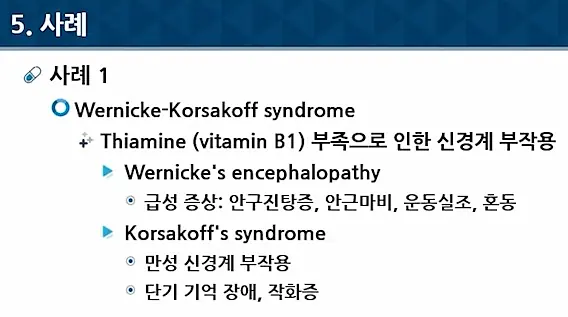 5. 사례
사례 1
Wernicke-Korsakoff syndrome
Thiamine (vitamin B1) 부족으로 인한 신경계 부작용
Wernicke's encephalopathy
급성 증상: 안구진탕증, 안근마비, 운동실조, 혼동
Korsakoff's syndrome
만성 신경계 부작용
단기 기억 장애, 작화증